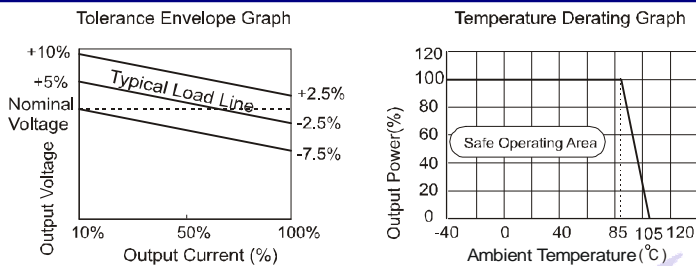 Tolerance Envelope Graph
+10%
+5%
Nominal
Voltage
Output Voltage
Typical Load Line
+2.5%
-2.5%
-7.5%
10% 50% 100%
Output Current (%)
Temperature Derating Graph
120
100
80
60
40
20
0
Output Power(%)
Safe Operating Area
-40 0 40 85 105 120
Ambient Temperature(℃)